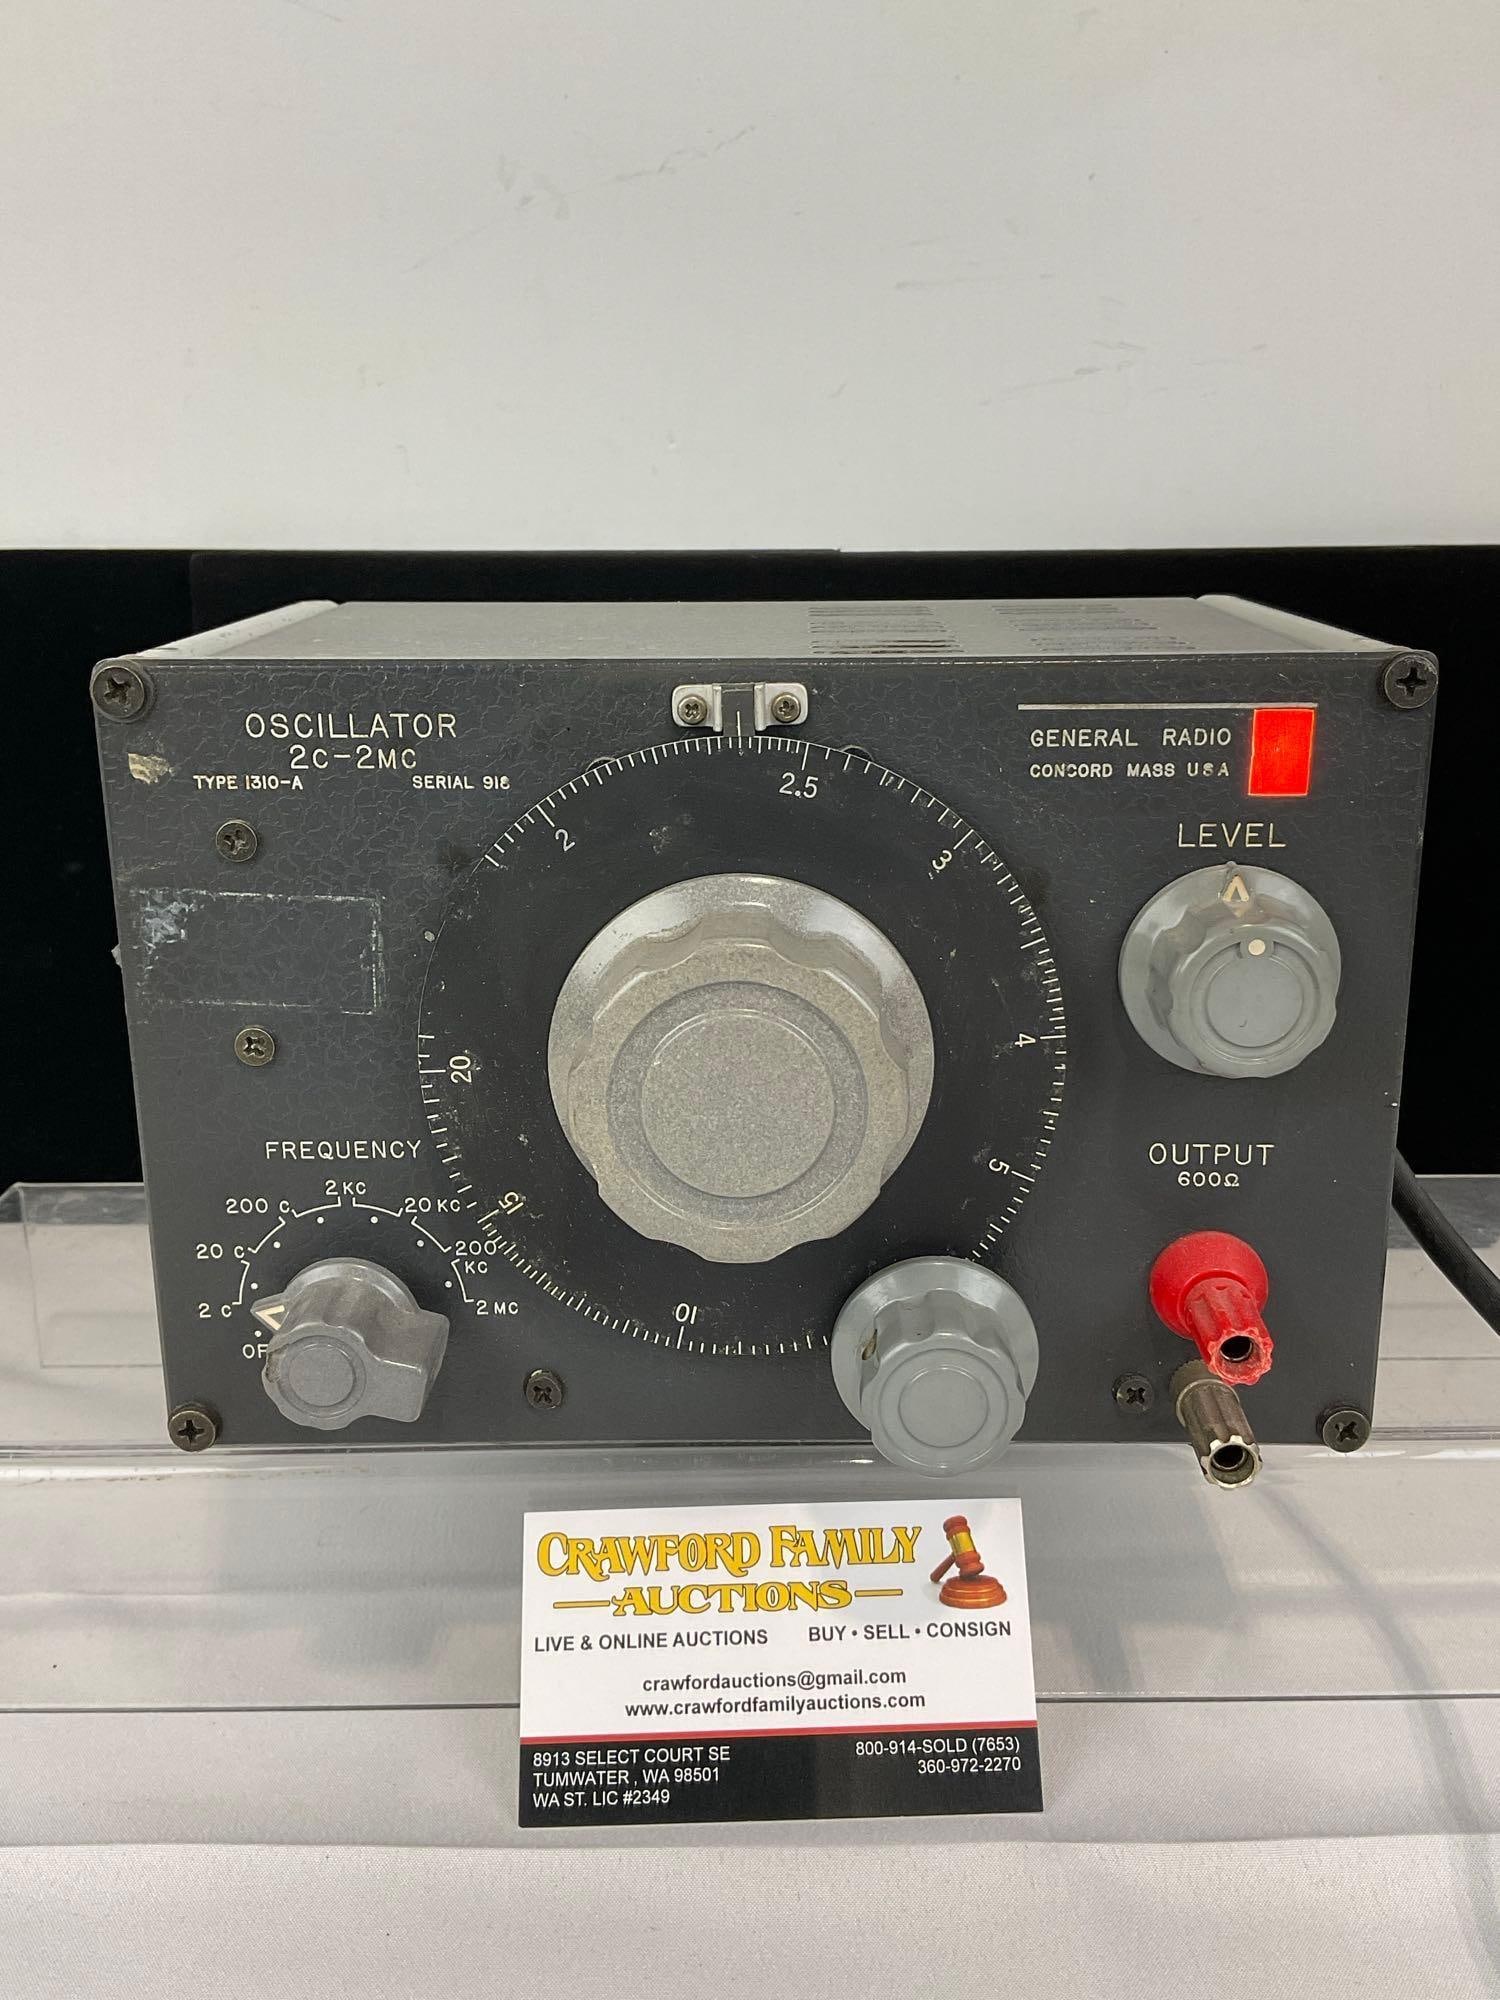 OSCILLATOR
2C-2MC
TYPE 1310-A SERIAL 918
GENERAL RADIO
CONCORD MASS USA
LEVEL
2
2.5
3
4
5
10
15
20
FREQUENCY
2 KC
200 C
20 KC
20 C
200
KC
2 C
2 MC
OUTPUT
600Ω
CRAWFORD FAMILY
AUCTIONS
LIVE & ONLINE AUCTIONS BUY • SELL • CONSIGN
crawfordauctions@gmail.com
www.crawfordfamilyauctions.com
8913 SELECT COURT SE
TUMWATER , WA 98501
WA ST. LIC #2349
800-914-SOLD (7653)
360-972-2270